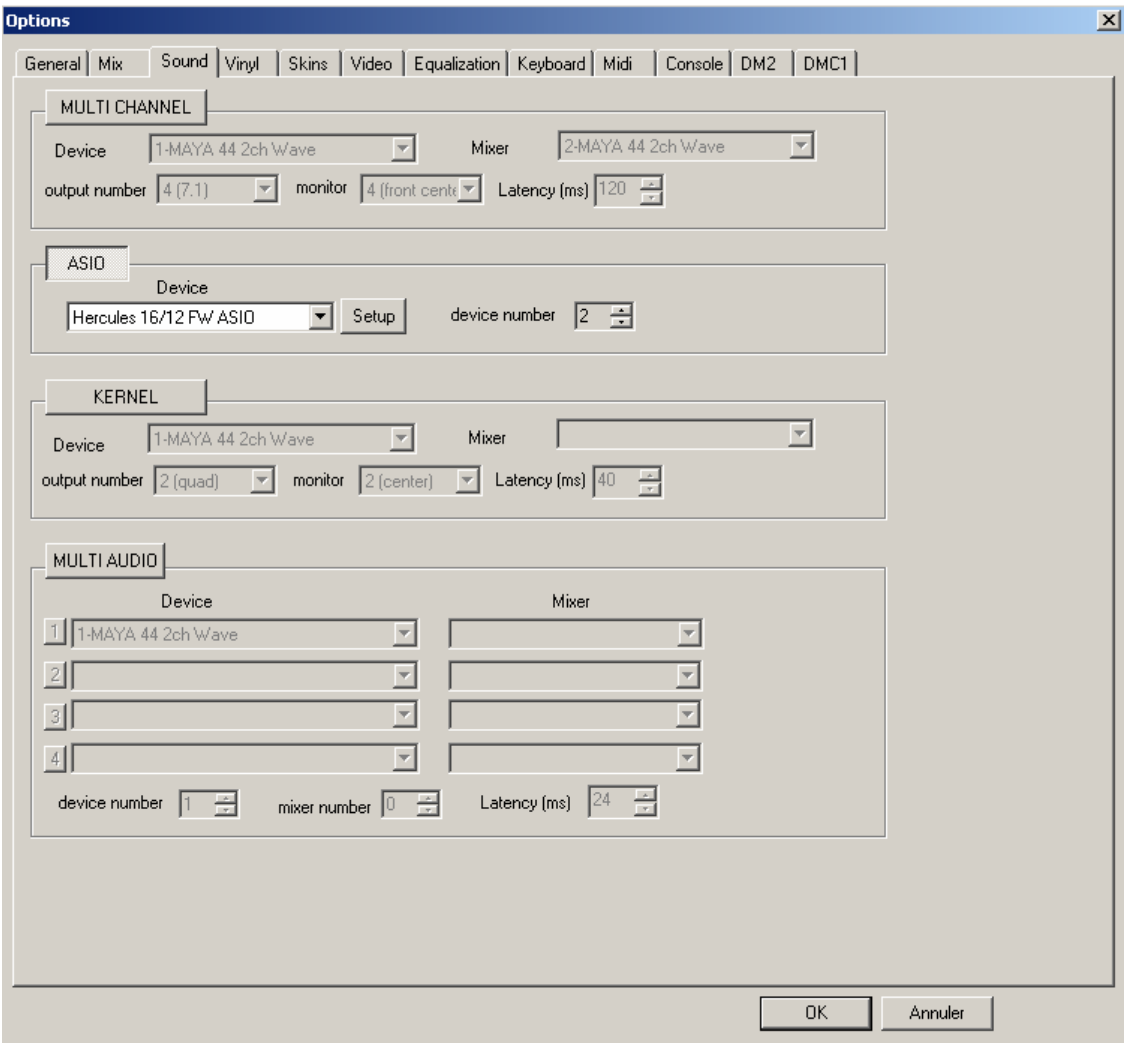 Options
General Mix Sound Vinyl Skins Video Equalization Keyboard Midi Console DM2 DMC1
MULTI CHANNEL
Device 1-MAYA 44 2ch Wave Mixer 2-MAYA 44 2ch Wave
output number 4 (7.1) monitor 4 (front cente Latency (ms) 120
ASIO
Device
Hercules 16/12 FW ASIO Setup device number 2
KERNEL
Device 1-MAYA 44 2ch Wave Mixer
output number 2 (quad) monitor 2 (center) Latency (ms) 40
MULTI AUDIO
Device Mixer
1 1-MAYA 44 2ch Wave
2
3
4
device number 1 mixer number 0 Latency (ms) 24
OK Annuler